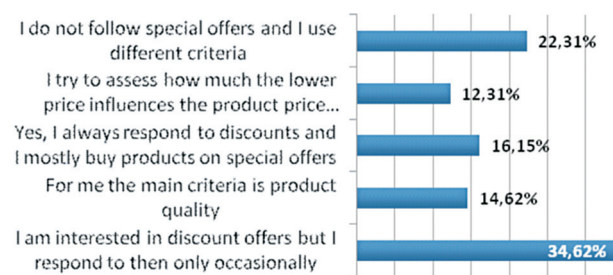 I do not follow special offers and I use
different criteria
22,31%
I try to assess how much the lower
price influences the product price...
12,31%
Yes, I always respond to discounts and
I mostly buy products on special offers
16,15%
For me the main criteria is product
quality
14,62%
I am interested in discount offers but I
respond to then only occasionally
34,62%